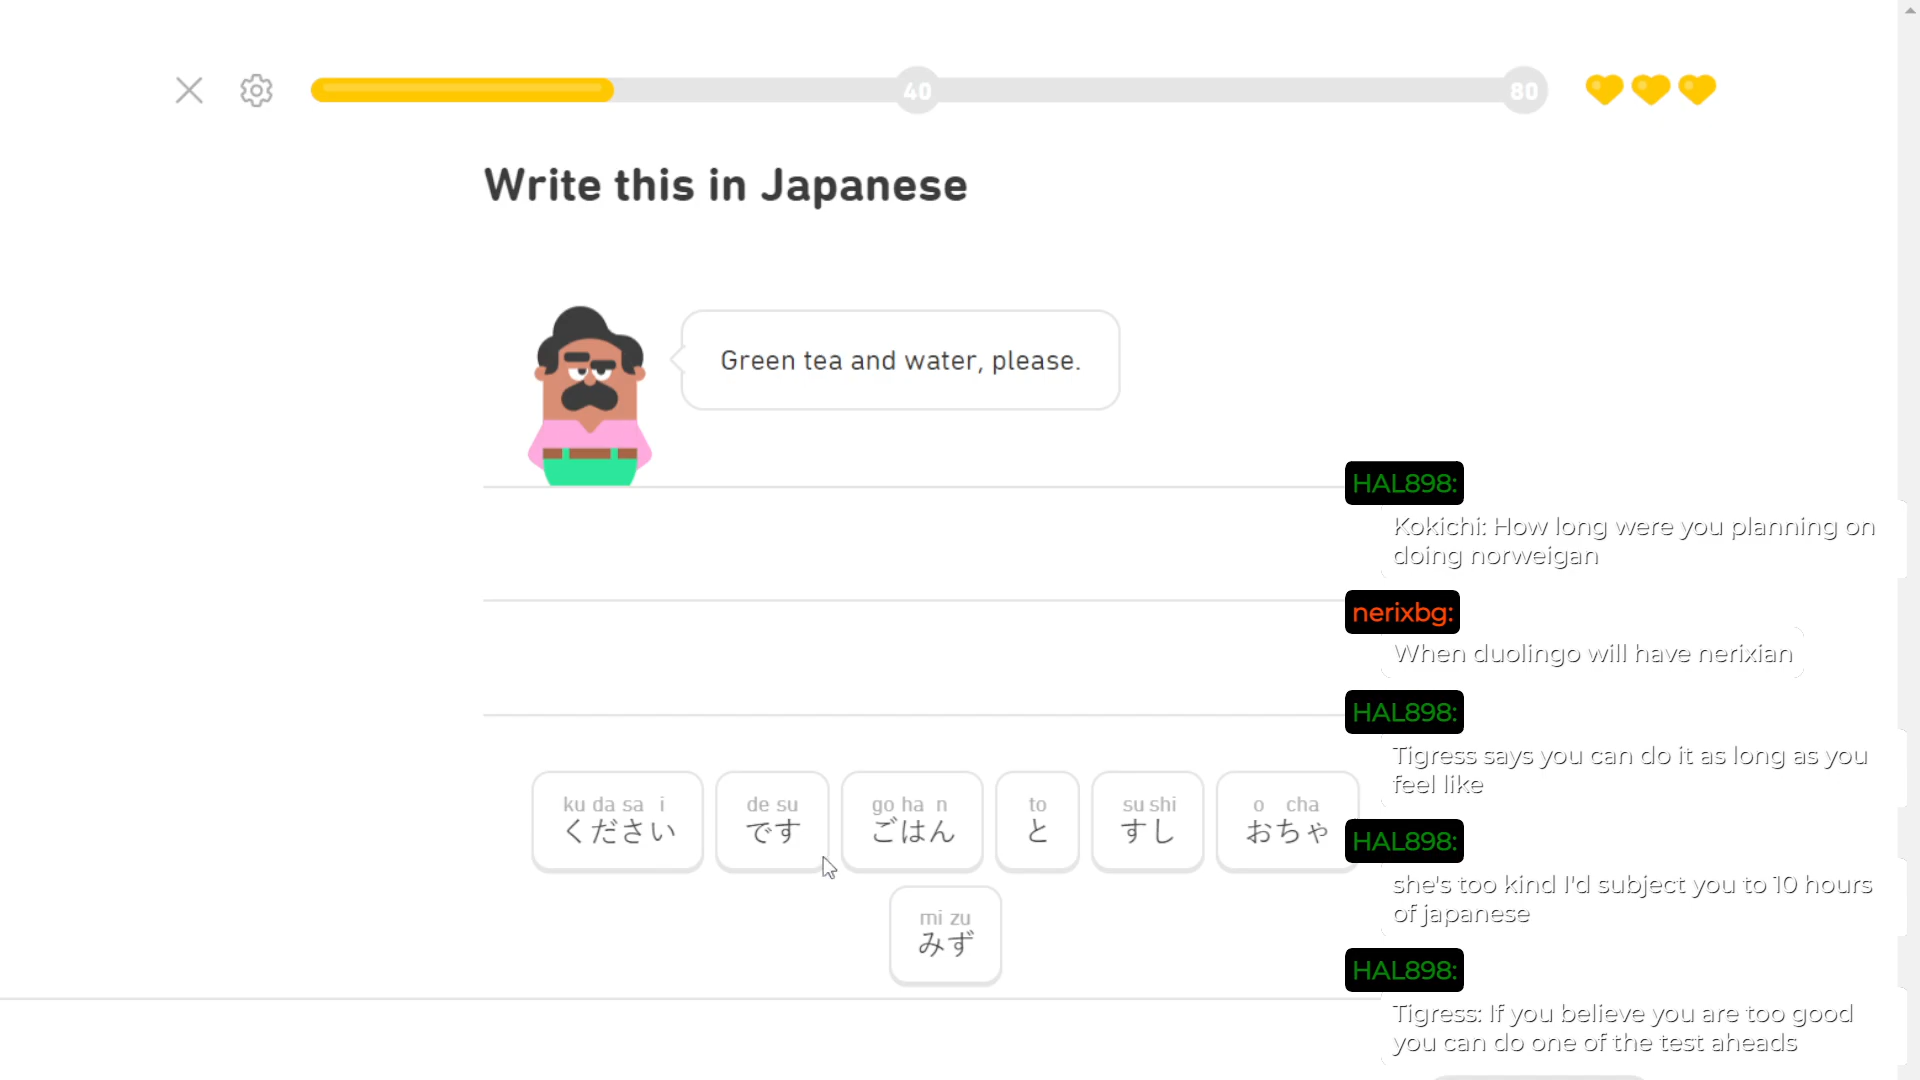 40
80
Write this in Japanese
Green tea and water, please.
HAL898:
Kokichi: How long were you planning on
doing norweigan
nerixbg:
When duolingo will have nerixian
HAL898:
Tigress says you can do it as long as you
feel like
ku da sa i de su go ha n to su shi o cha
ください です ごはん と すし おちゃ
HAL898:
she's too kind I'd subject you to 10 hours
of japanese
mi zu
みず
HAL898:
Tigress: If you believe you are too good
you can do one of the test aheads